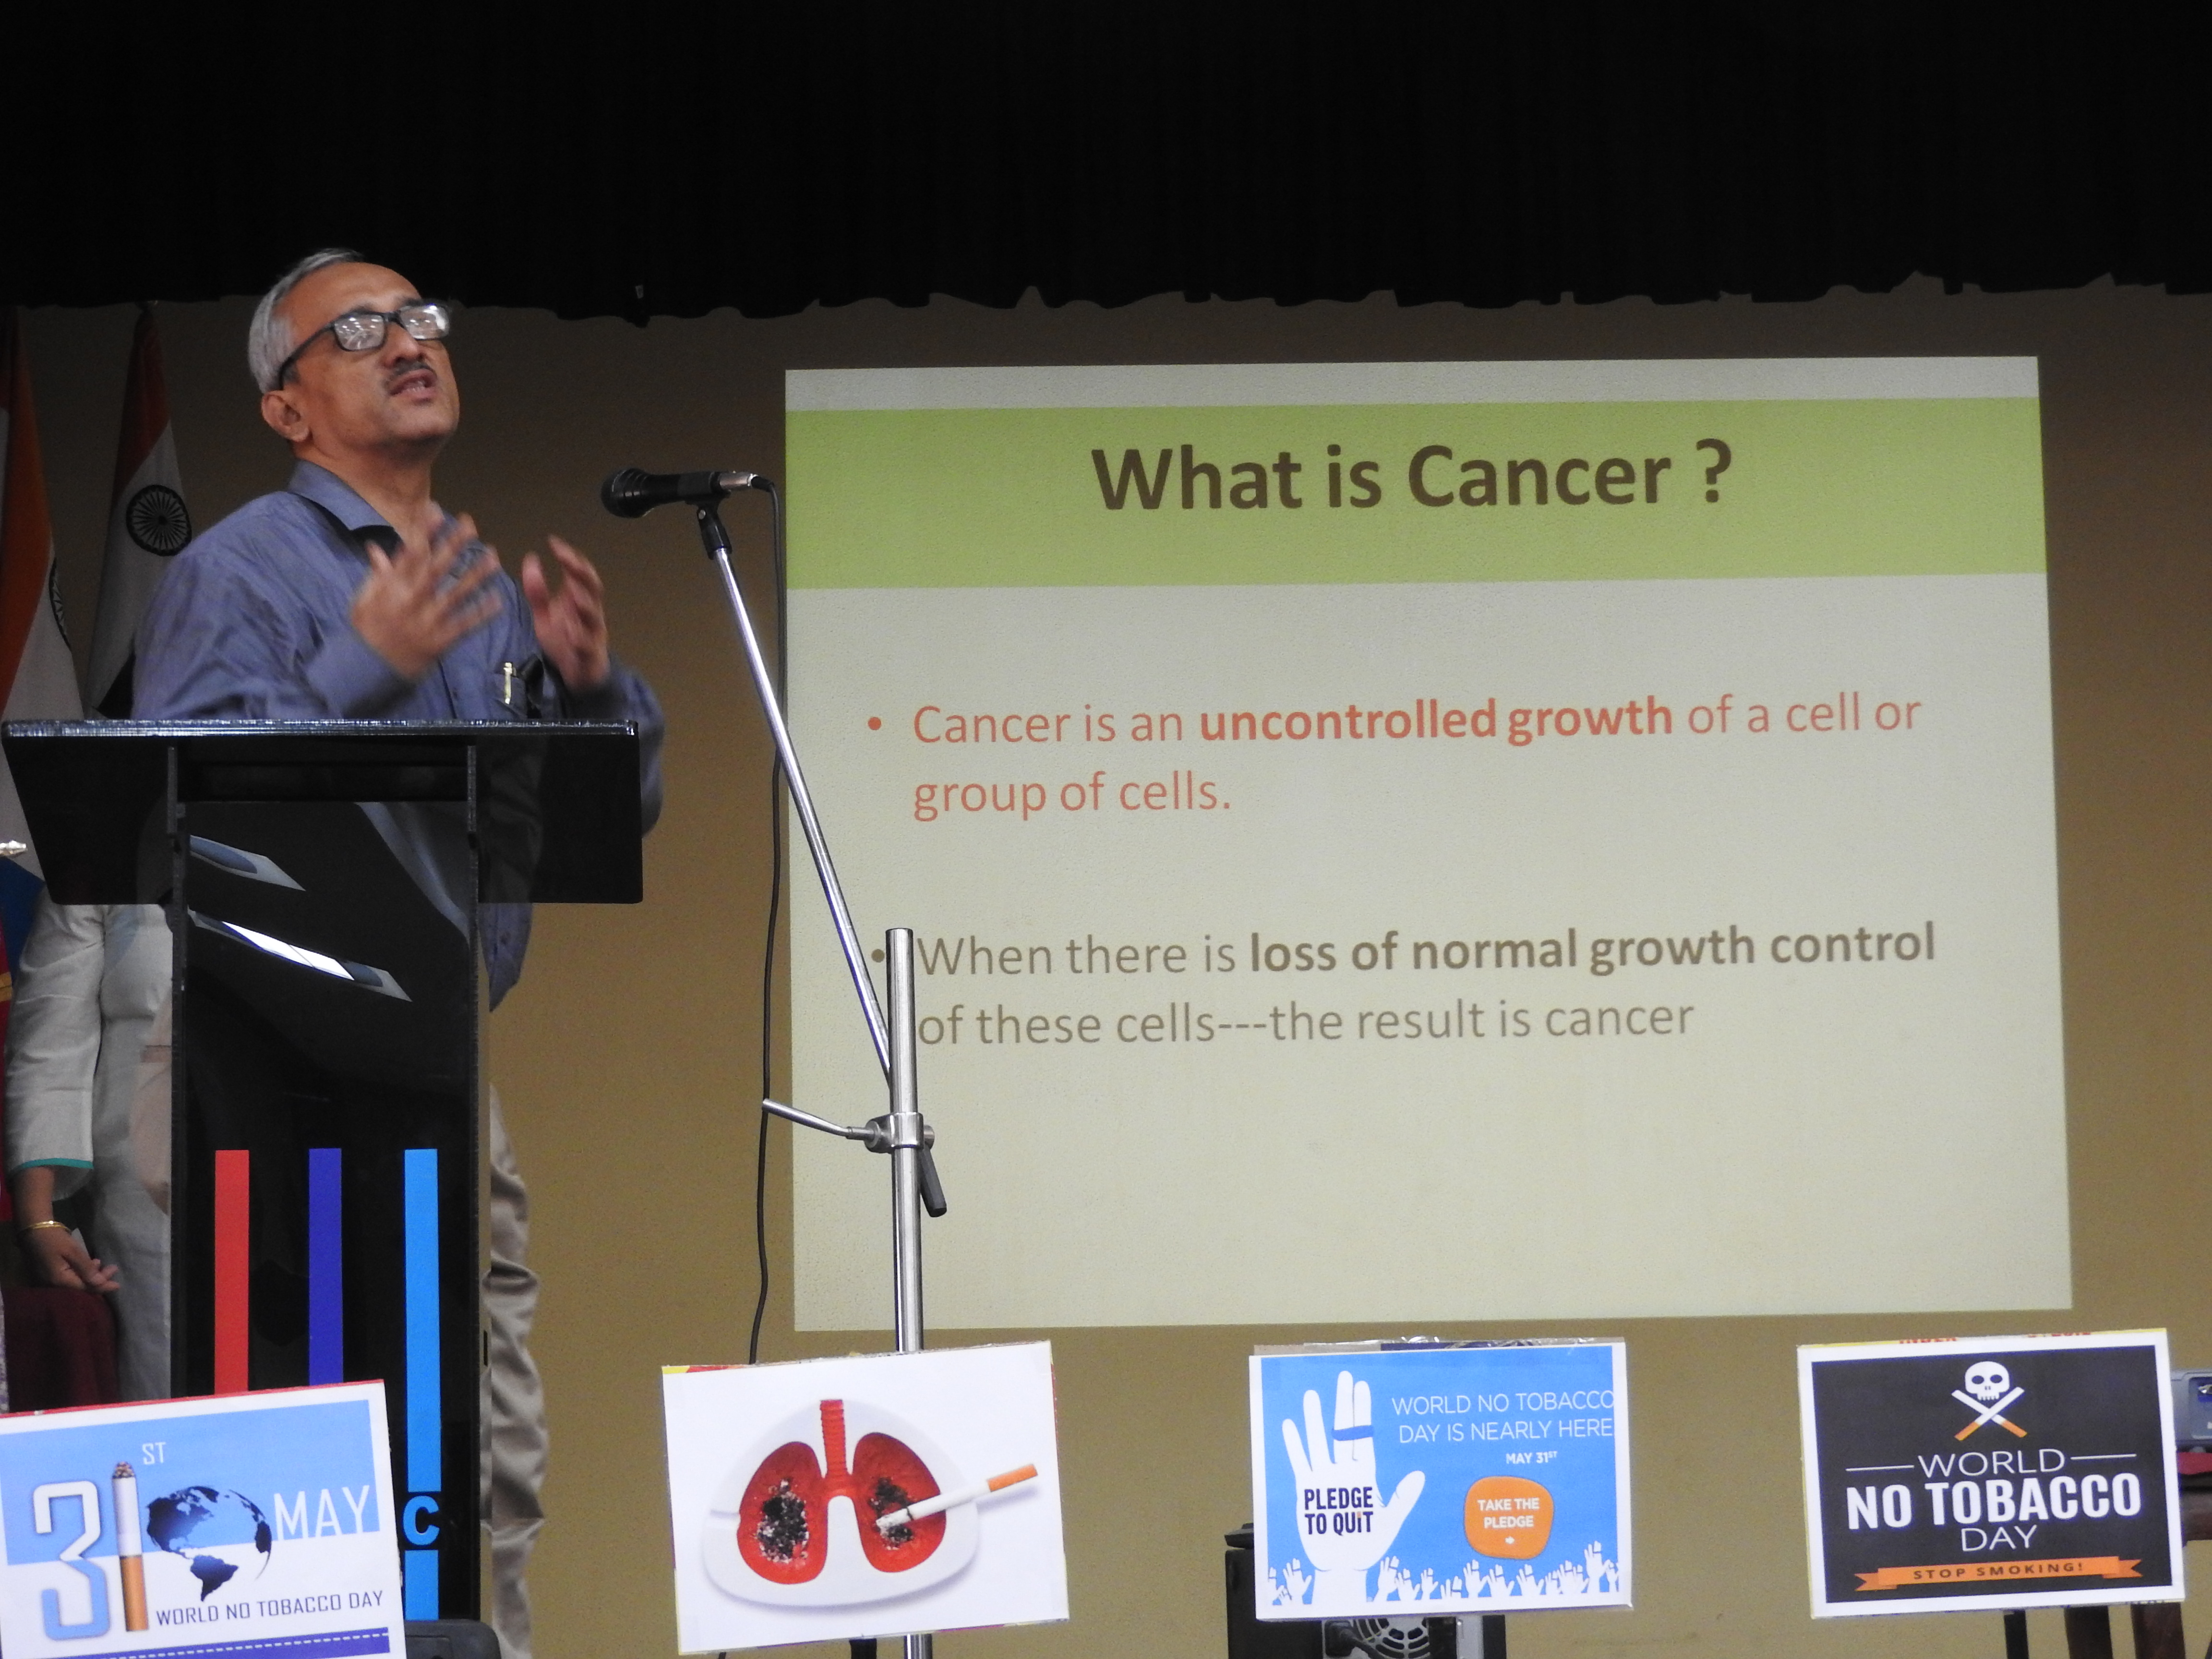 What is Cancer ?
• Cancer is an uncontrolled growth of a cell or
group of cells.
• When there is loss of normal growth control
of these cells---the result is cancer
C
31
ST
MAY
WORLD NO TOBACCO DAY
WORLD NO TOBACCO
DAY IS NEARLY HERE
MAY 31ST
PLEDGE
TO QUIT
TAKE THE
PLEDGE
WORLD
NO TOBACCO
DAY
STOP SMOKING!